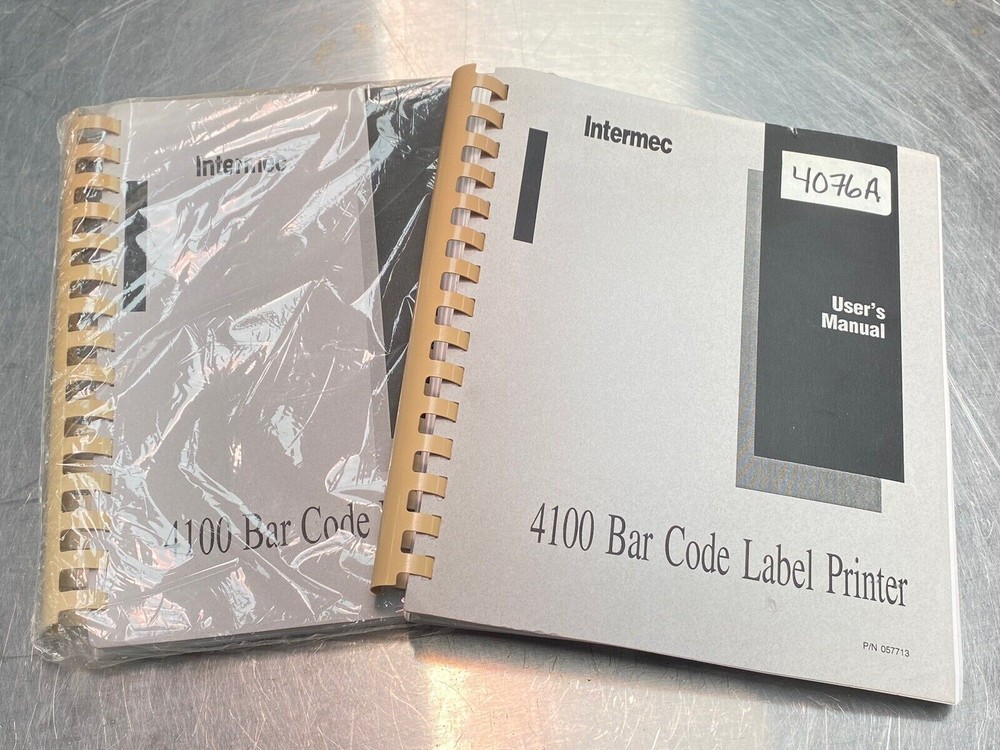 Intermec
4100 Bar Code
Intermec
4076A
User's
Manual
4100 Bar Code Label Printer
P/N 057713